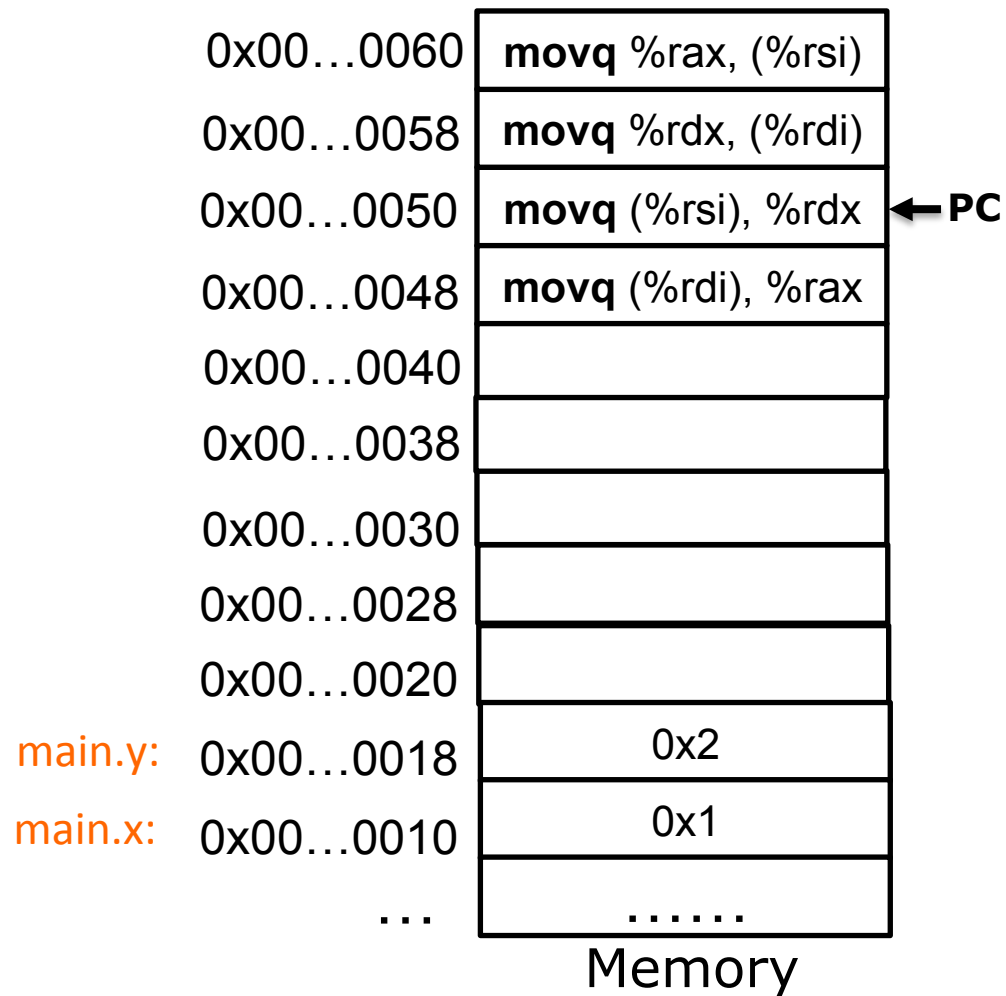 0x00…0060 movq %rax, (%rsi)
0x00…0058 movq %rdx, (%rdi)
0x00…0050 movq (%rsi), %rdx PC
0x00…0048 movq (%rdi), %rax
0x00…0040
0x00…0038
0x00…0030
0x00…0028
0x00…0020
main.y: 0x00…0018 0x2
main.x: 0x00…0010 0x1
… ……
Memory